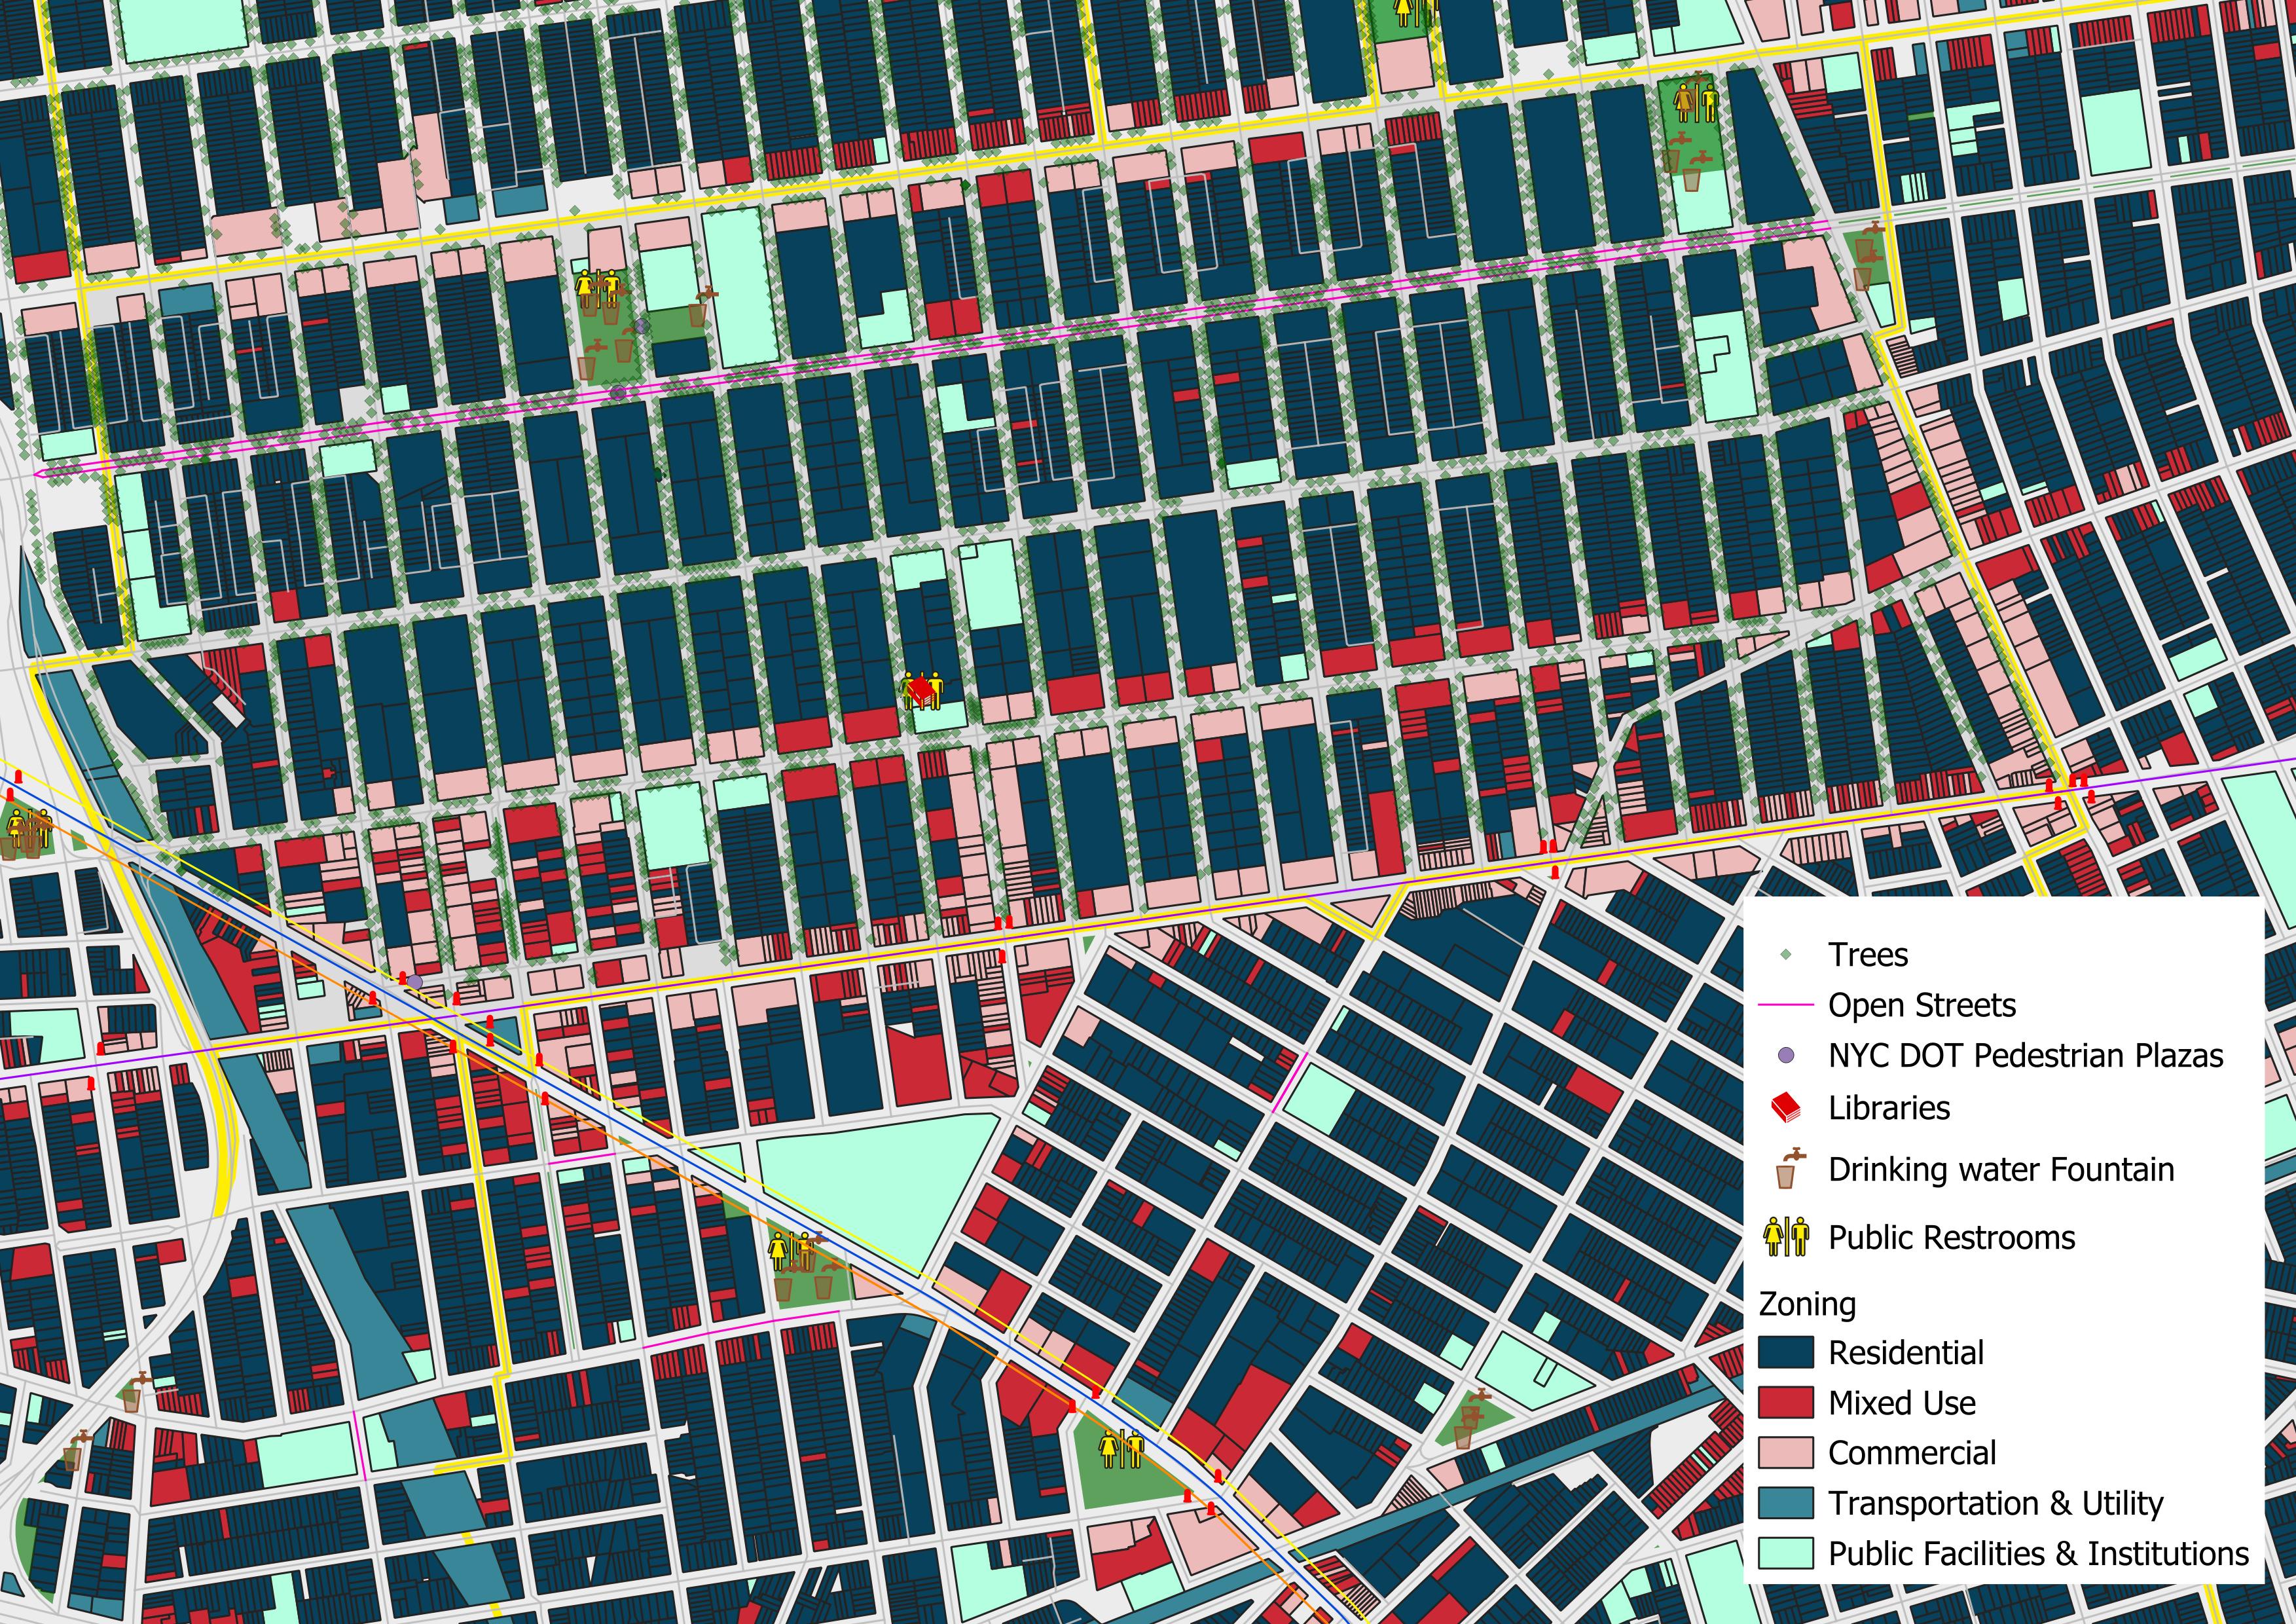 Trees
Open Streets
NYC DOT Pedestrian Plazas
Libraries
Drinking water Fountain
Public Restrooms
Zoning
Residential
Mixed Use
Commercial
Transportation & Utility
Public Facilities & Institutions